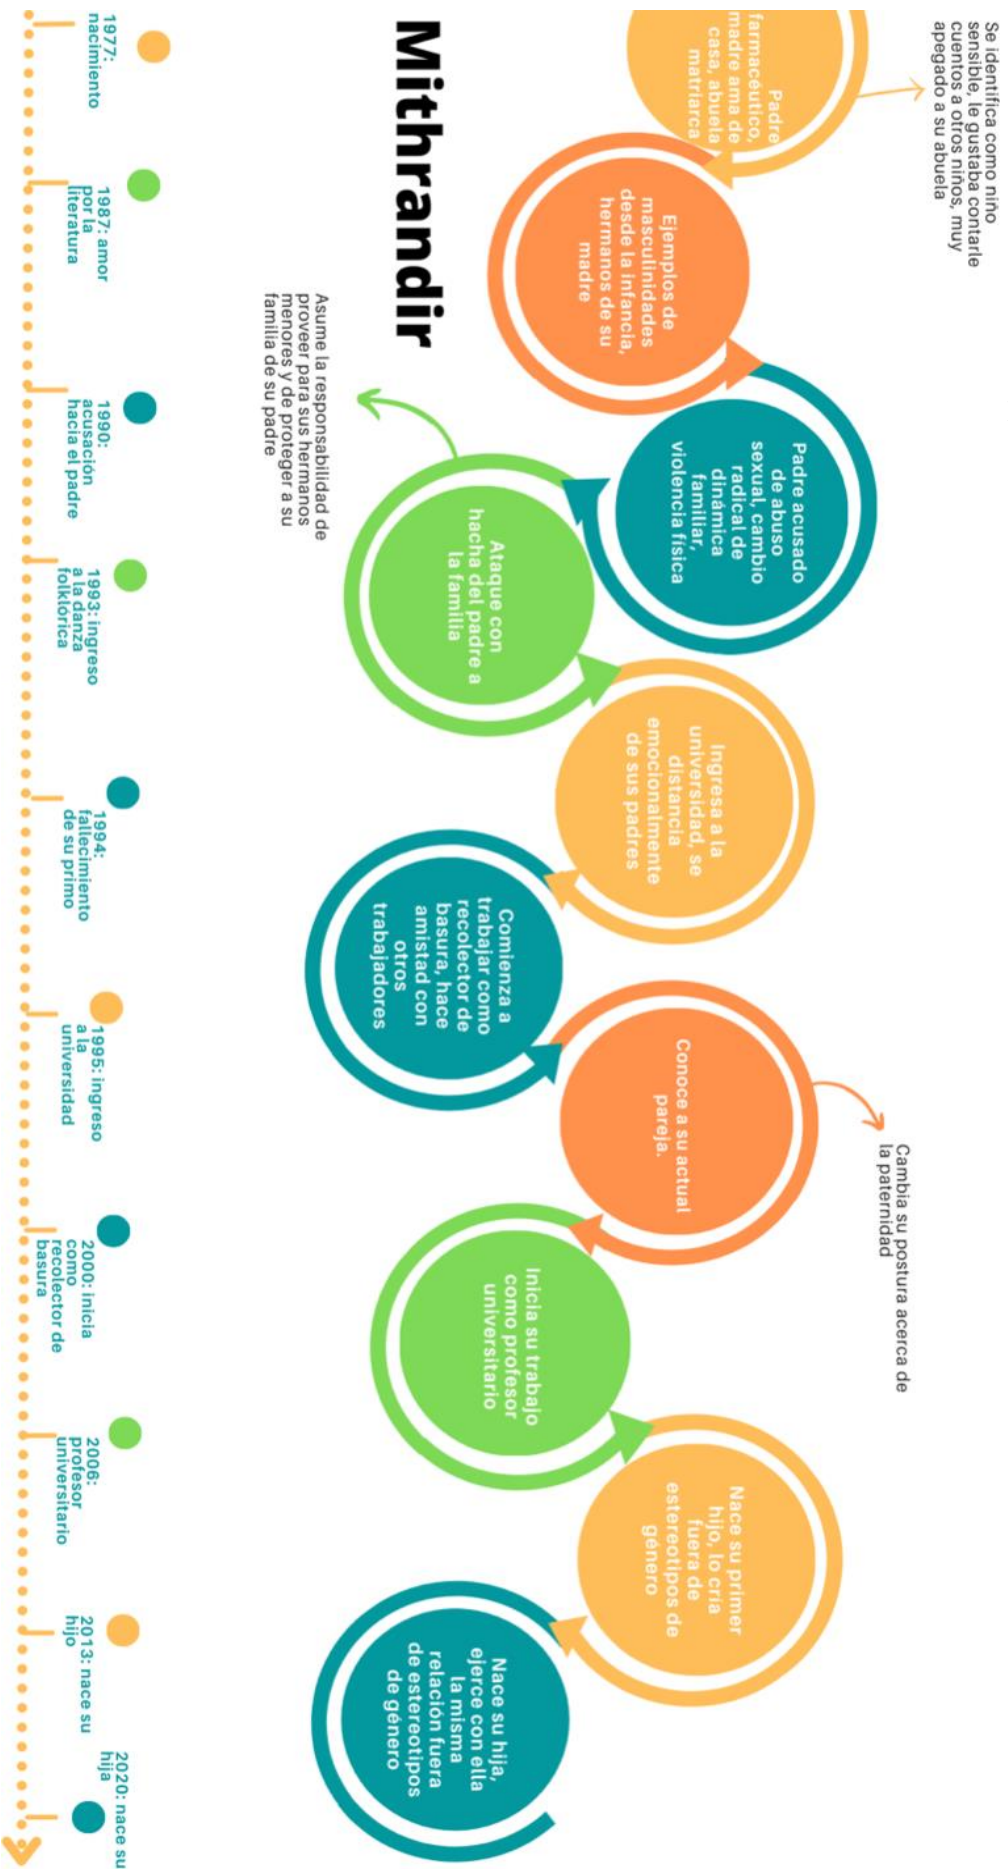 Se identifica como niño
sensible, le gustaba contarle
cuentos a otros niños, muy
apegado a su abuela
Padre
farmacéutico,
madre ama de
casa, abuela
matriarca
Ejemplos de
masculinidades
desde la infancia,
hermanos de su
madre
Padre acusado
de abuso
sexual, cambio
radical de
dinámica
familiar,
violencia física
Ataque con
hacha del padre a
la familia
Asume la responsabilidad de
proveer para sus hermanos
menores y de proteger a su
familia de su padre
Ingresa a la
universidad, se
distancia
emocionalmente
de sus padres
Comienza a
trabajar como
recolector de
basura, hace
amistad con
otros
trabajadores
Conoce a su actual
pareja.
Cambia su postura acerca de
la paternidad
Inicia su trabajo
como profesor
universitario
Nace su primer
hijo, lo cría
fuera de
estereotipos de
género
Nace su hija,
ejerce con ella
la misma
relación fuera
de estereotipos
de género
Mithrandir
1977:
nacimiento
1987: amor
por la
literatura
1990:
acusación
hacia el padre
1993: ingreso
a la danza
folklórica
1994:
fallecimiento
de su primo
1995: ingreso
a la
universidad
2000: inicia
como
recolector de
basura
2006:
profesor
universitario
2013: nace su
hijo
2020: nace su
hija